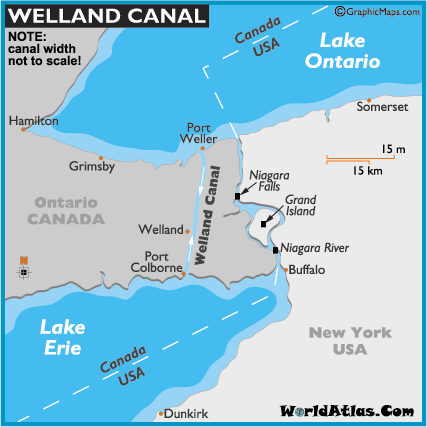 WELLAND CANAL
©GraphicMaps.com
NOTE:
canal width
not to scale!
Canada
USA
Lake
Ontario
Hamilton
Port
Weller
Somerset
Grimsby
15 m
15 km
Niagara
Falls
Grand
Island
Ontario
CANADA
Welland Canal
Welland
Niagara River
Port
Colborne
N
Buffalo
Lake
Erie
Canada
USA
New York
USA
Dunkirk
WorldAtlas.Com